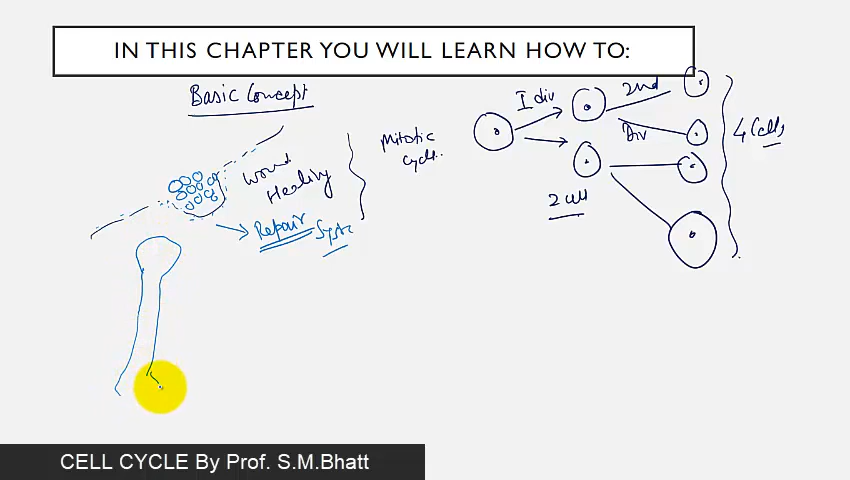 IN THIS CHAPTER YOU WILL LEARN HOW TO:
Basic Concept
I div
2nd
Div
4 Cells
2 cell
Mitotic
Cycle..
Wound
Healing
Repair
CELL CYCLE By Prof. S.M.Bhatt